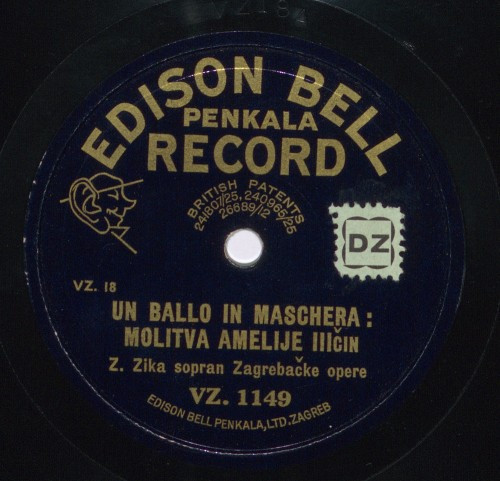 EDISON BELL
PENKALA
RECORD
BRITISH PATENTS
241807/25, 240965/25
26689/12
DZ
VZ. 18
UN BALLO IN MASCHERA:
MOLITVA AMELIJE IIIČIN
Z. Zika sopran Zagrebačke opere
VZ. 1149
EDISON BELL PENKALA, LTD. ZAGREB